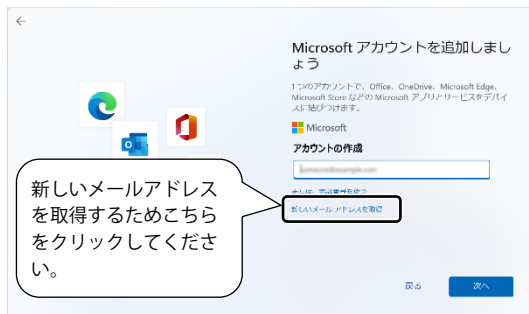 Microsoft アカウントを追加しまし
ょう
1 つのアカウントで、Office、OneDrive、Microsoft Edge、
Microsoft Store などの Microsoft アプリとサービスをデバイ
スに結びつけます。
Microsoft
アカウントの作成
someone@example.com
新しいメール アドレスを取得
新しいメールアドレス
を取得するためこちら
をクリックしてくださ
い。
戻る
次へ